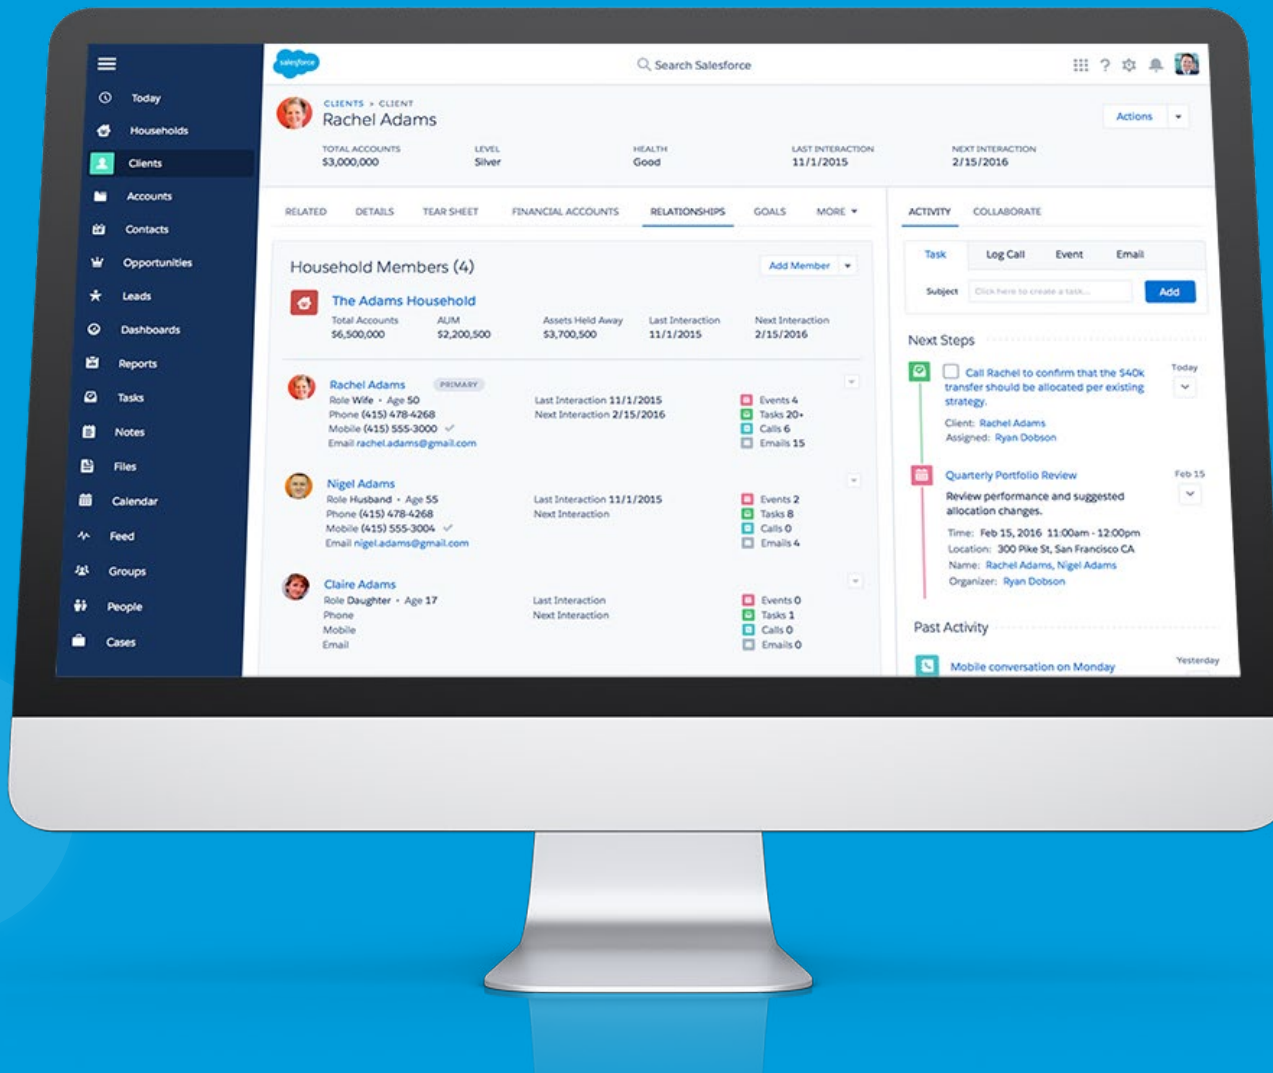 Today
Households
Clients
Accounts
Contacts
Opportunities
Leads
Dashboards
Reports
Tasks
Notes
Files
Calendar
Feed
Groups
People
Cases
salesforce
Search Salesforce
?
CLIENTS > CLIENT
Rachel Adams
Actions
TOTAL ACCOUNTS LEVEL HEALTH LAST INTERACTION NEXT INTERACTION
$3,000,000 Silver Good 11/1/2015 2/15/2016
RELATED DETAILS TEAR SHEET FINANCIAL ACCOUNTS RELATIONSHIPS GOALS MORE
Household Members (4)
Add Member
The Adams Household
Total Accounts AUM Assets Held Away Last Interaction Next Interaction
$6,500,000 $2,200,500 $3,700,500 11/1/2015 2/15/2016
Rachel Adams PRIMARY
Role Wife • Age 50 Last Interaction 11/1/2015 Events 4
Phone (415) 478-4268 Next Interaction 2/15/2016 Tasks 20+
Mobile (415) 555-3000 Calls 6
Email rachel.adams@gmail.com Emails 15
Nigel Adams
Role Husband • Age 55 Last Interaction 11/1/2015 Events 2
Phone (415) 478-4268 Next Interaction Tasks 8
Mobile (415) 555-3004 Calls 0
Email nigel.adams@gmail.com Emails 4
Claire Adams
Role Daughter • Age 17 Last Interaction Events 0
Phone Next Interaction Tasks 1
Mobile Calls 0
Email Emails 0
ACTIVITY COLLABORATE
Task Log Call Event Email
Subject Click here to create a task... Add
Next Steps
Call Rachel to confirm that the $40k Today
transfer should be allocated per existing
strategy.
Client: Rachel Adams
Assigned: Ryan Dobson
Quarterly Portfolio Review Feb 15
Review performance and suggested
allocation changes.
Time: Feb 15, 2016 11:00am - 12:00pm
Location: 300 Pike St, San Francisco CA
Name: Rachel Adams, Nigel Adams
Organizer: Ryan Dobson
Past Activity
Mobile conversation on Monday Yesterday